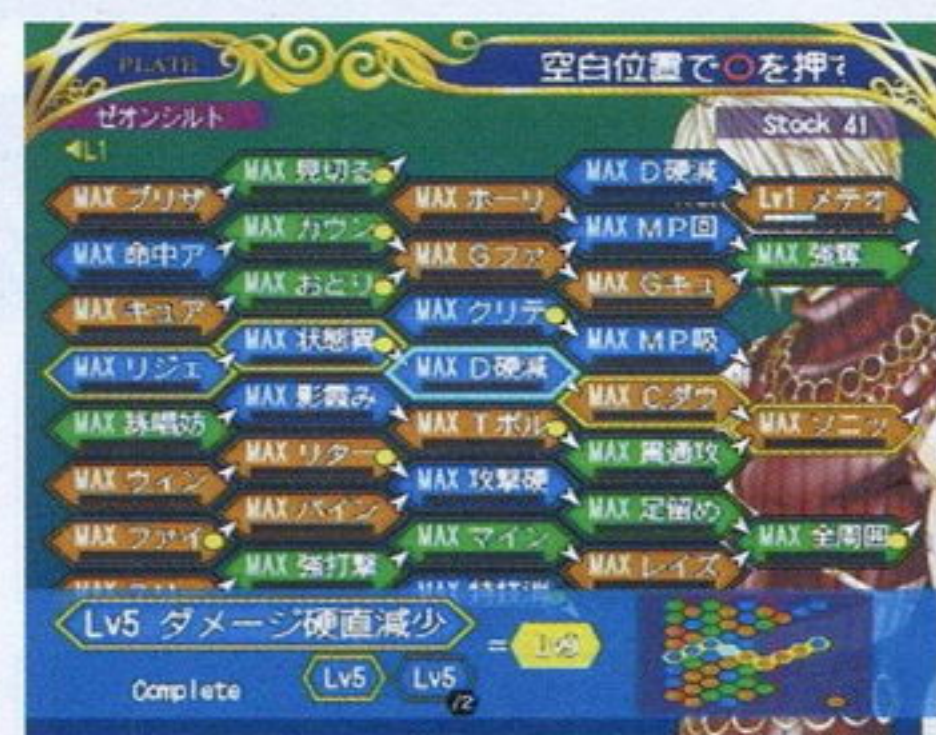 PLATE
空白位置で○を押
ゼオンシルト
Stock 41
◀L1
MAX ブリザ
MAX 命中ア
MAX キュア
MAX リジェ
MAX 詠唱妨
MAX ウィン
MAX ファイ
MAX 見切る
MAX カウン
MAX おとり
MAX 状態異
MAX 影霞み
MAX リター
MAX パイン
MAX 強打撃
MAX ホーリ
MAX Gファ
MAX クリテ
MAX D硬減
MAX Tボル
MAX 攻撃硬
MAX マイン
MAX D硬減
MAX MP回
MAX Gキュ
MAX MP吸
MAX Cダウ
MAX 貫通攻
MAX 足留め
MAX レイズ
Lv1 メテオ
MAX 強奪
MAX ソニッ
MAX 全周囲
Lv5 ダメージ硬直減少
=
Complete
Lv5
Lv5
/2